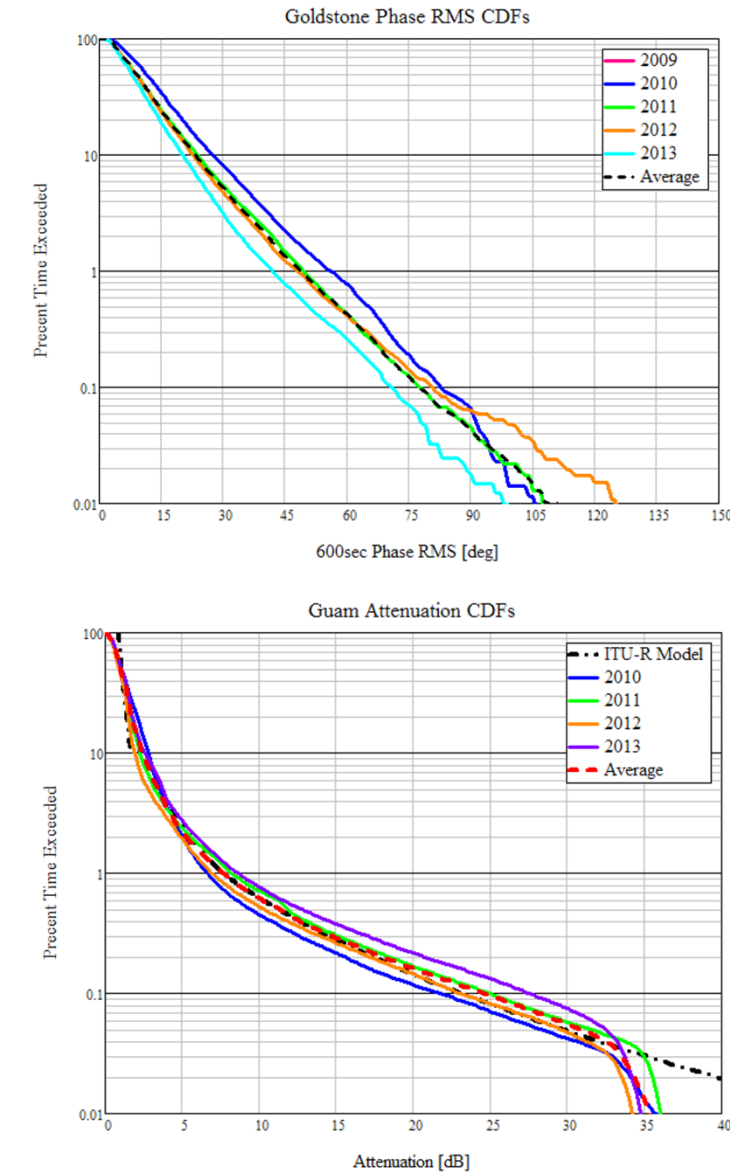 Goldstone Phase RMS CDFs
100
10
1
0.1
0.01
0 15 30 45 60 75 90 105 120 135 150
Precent Time Exceeded
600sec Phase RMS [deg]
2009
2010
2011
2012
2013
Average
Guam Attenuation CDFs
100
10
1
0.1
0.01
0 5 10 15 20 25 30 35 40
Precent Time Exceeded
Attenuation [dB]
ITU-R Model
2010
2011
2012
2013
Average